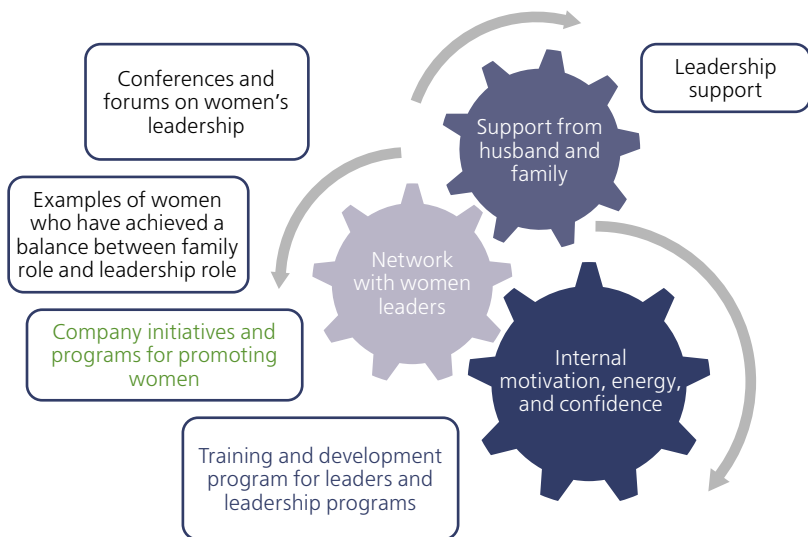 Conferences and
forums on women's
leadership
Leadership
support
Support from
husband and
family
Examples of women
who have achieved a
balance between family
role and leadership role
Network
with women
leaders
Company initiatives and
programs for promoting
women
Internal
motivation, energy,
and confidence
Training and development
program for leaders and
leadership programs